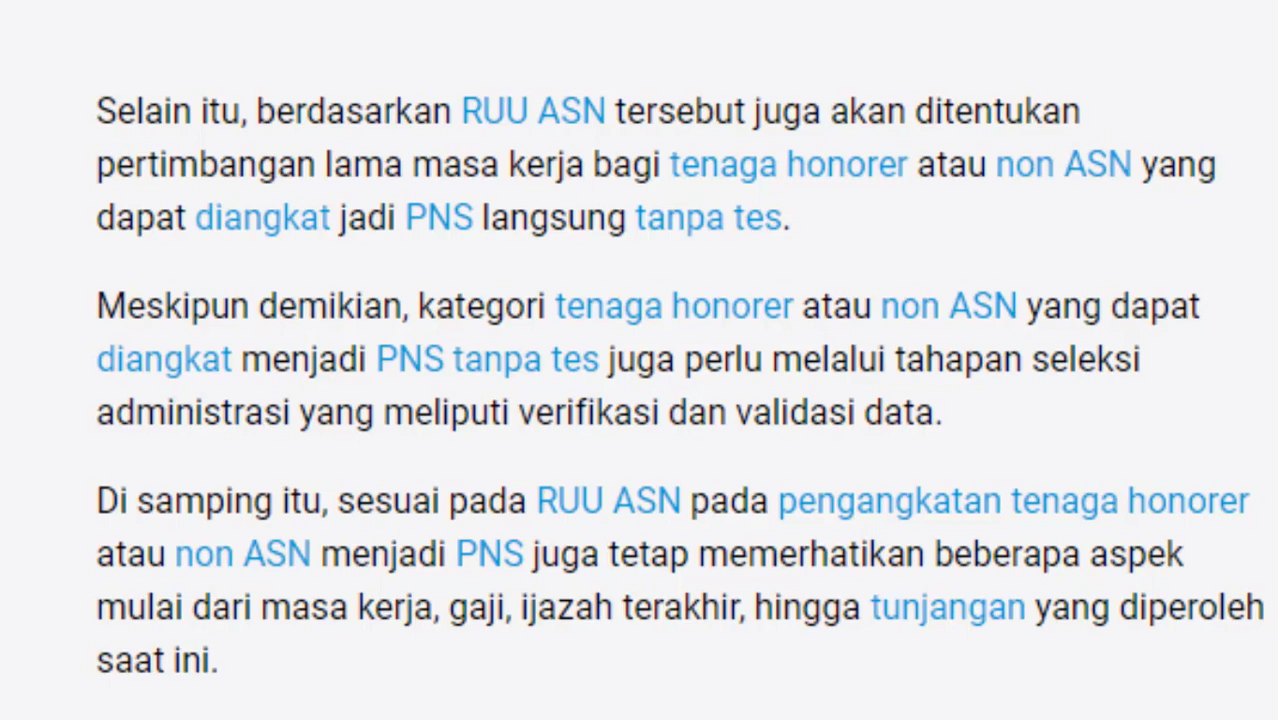 Selain itu, berdasarkan RUU ASN tersebut juga akan ditentukan
pertimbangan lama masa kerja bagi tenaga honorer atau non ASN yang
dapat diangkat jadi PNS langsung tanpa tes.
Meskipun demikian, kategori tenaga honorer atau non ASN yang dapat
diangkat menjadi PNS tanpa tes juga perlu melalui tahapan seleksi
administrasi yang meliputi verifikasi dan validasi data.
Di samping itu, sesuai pada RUU ASN pada pengangkatan tenaga honorer
atau non ASN menjadi PNS juga tetap memerhatikan beberapa aspek
mulai dari masa kerja, gaji, ijazah terakhir, hingga tunjangan yang diperoleh
saat ini.